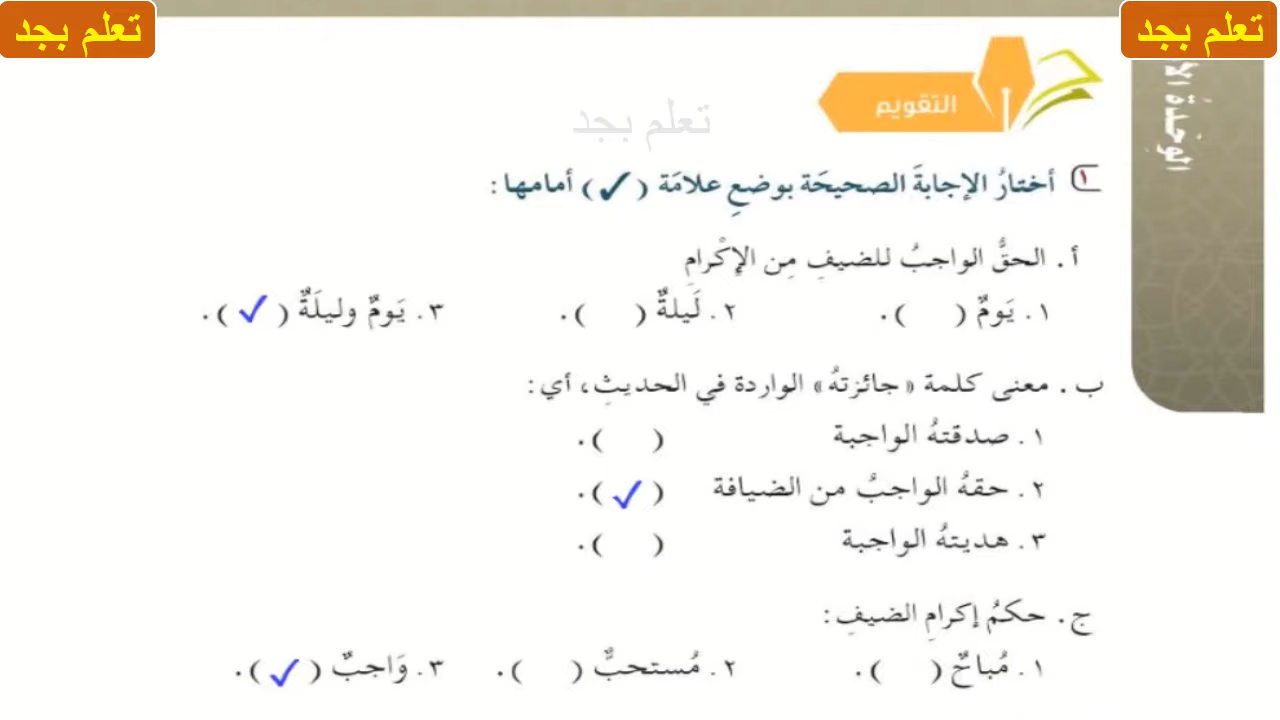 تعلم بجد
تعلم بجد
التقويم
تعلم بجد
١ أختارُ الإجابةَ الصحيحَة بوضعِ علامَة (✓) أمامها:
أ. الحقُّ الواجبُ للضيفِ مِن الإكْرامِ
١. يَومٌ ( ). ٢. لَيلةٌ ( ). ٣. يَومٌ وليلَةٌ (✓).
ب. معنى كلمة «جائزتهُ» الواردة في الحديثِ، أي:
١. صدقتهُ الواجبة ( ).
٢. حقهُ الواجبُ من الضيافة (✓).
٣. هديتهُ الواجبة ( ).
ج. حكمُ إكرامِ الضيفِ:
١. مُباحٌ ( ). ٢. مُستحبٌّ ( ). ٣. وَاجبٌ (✓).